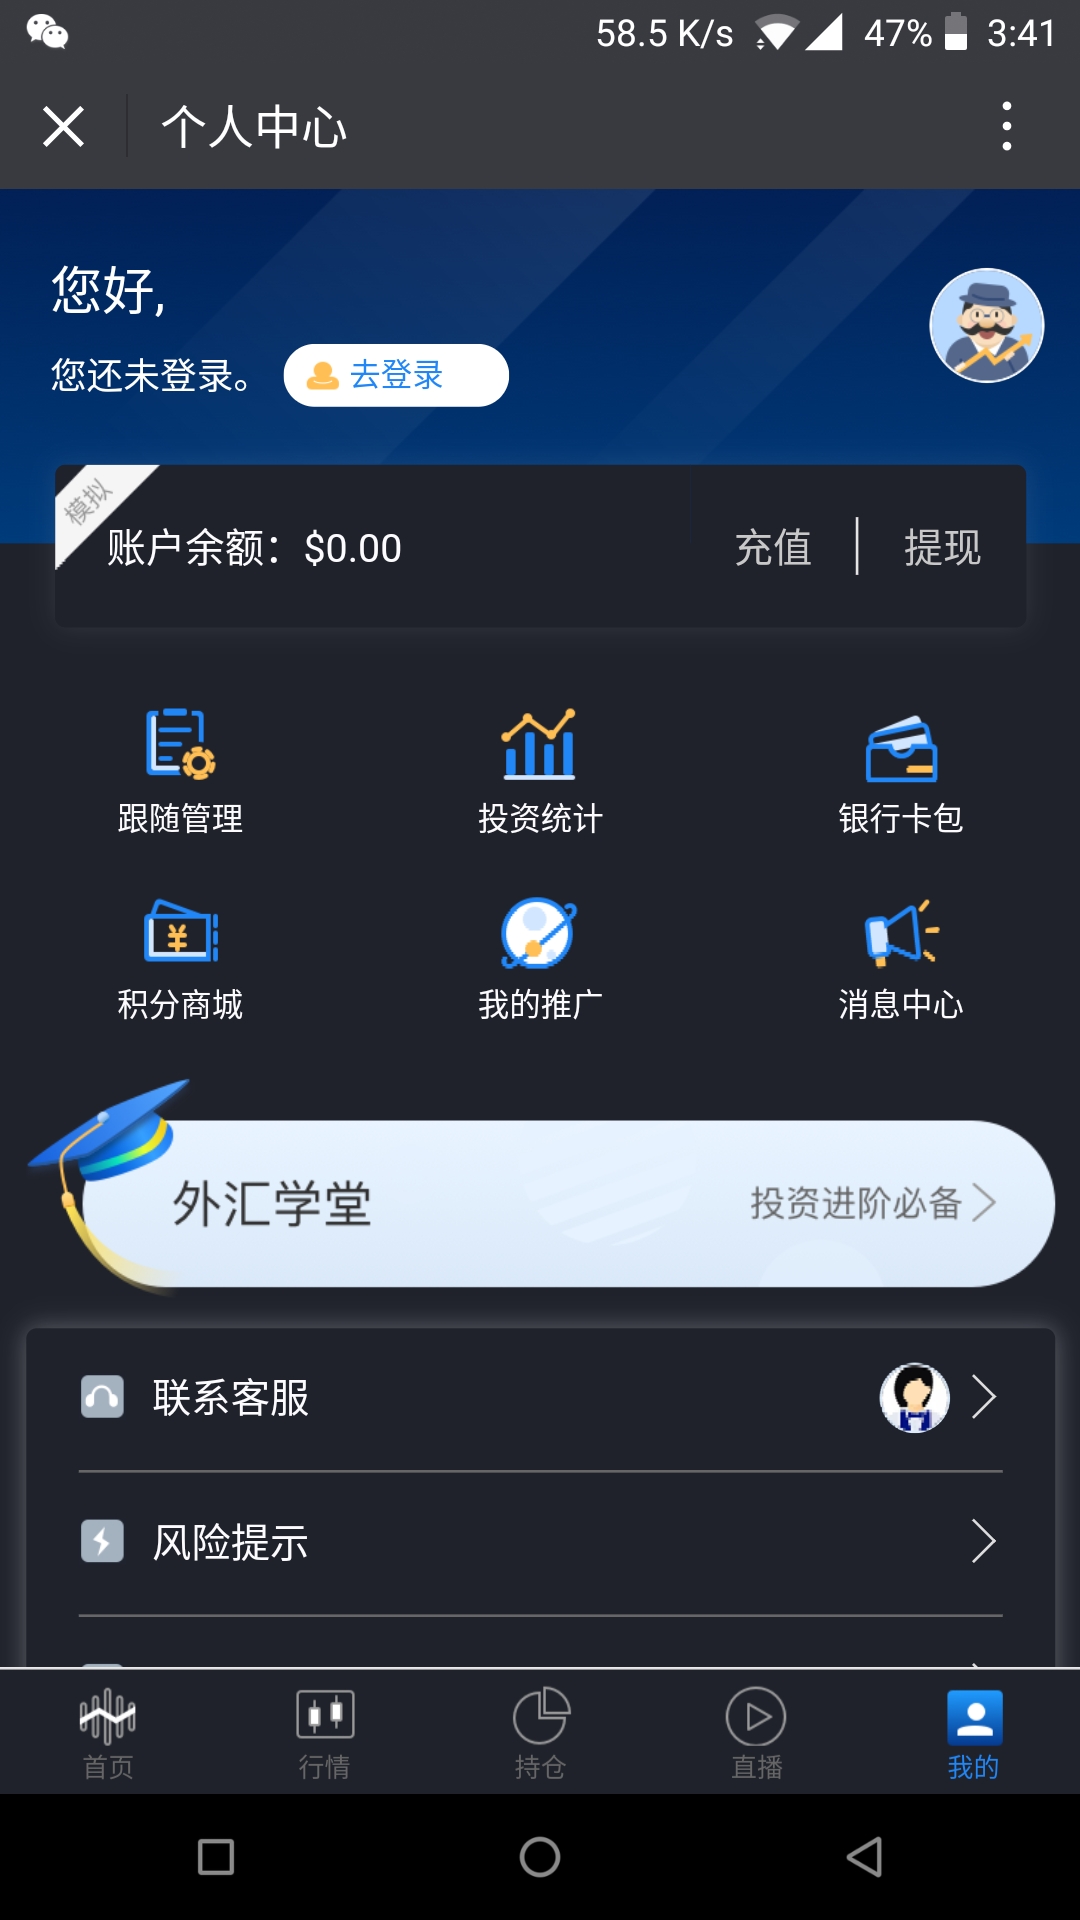 58.5 K/s 47% 3:41
个人中心
您好,
您还未登录。 去登录
模拟
账户余额：$0.00 充值 提现
跟随管理 投资统计 银行卡包
积分商城 我的推广 消息中心
外汇学堂 投资进阶必备
联系客服
风险提示
首页 行情 持仓 直播 我的